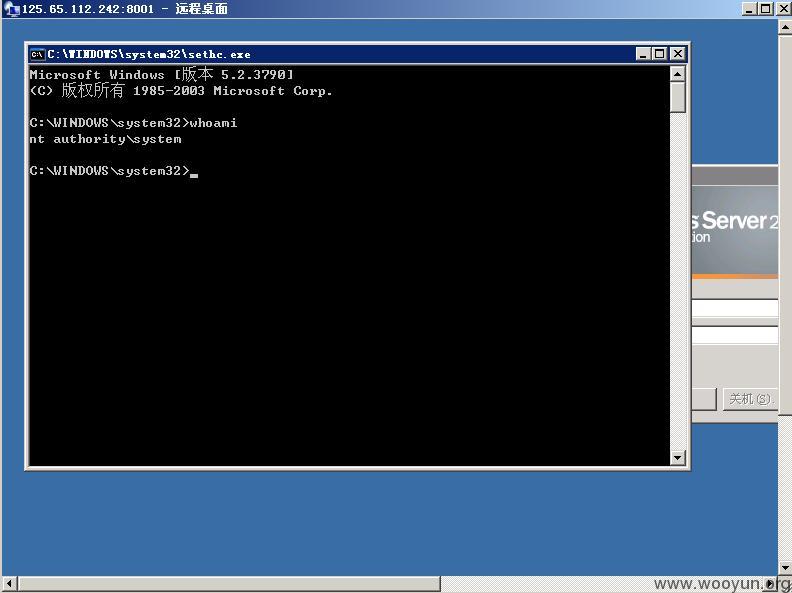 125.65.112.242:8001 - 远程桌面
C:\WINDOWS\system32\sethc.exe
Microsoft Windows [版本 5.2.3790]
(C) 版权所有 1985-2003 Microsoft Corp.
C:\WINDOWS\system32>whoami
nt authority\system
C:\WINDOWS\system32>
s Server 2
ion
关机(S).
www.wooyun.org